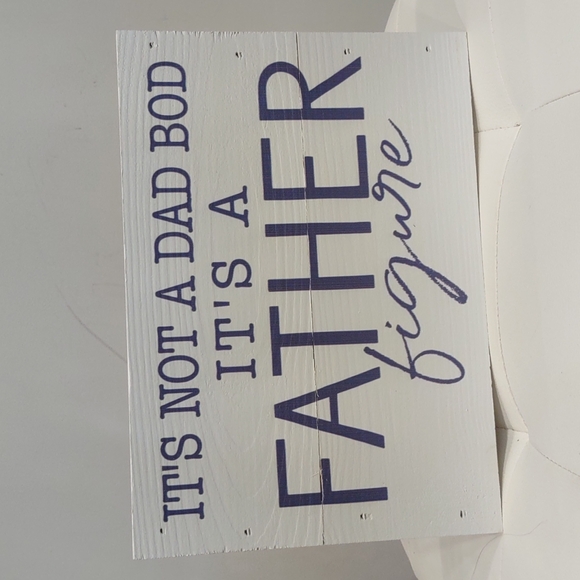 IT'S NOT A DAD BOD
IT'S A
FATHER
figure